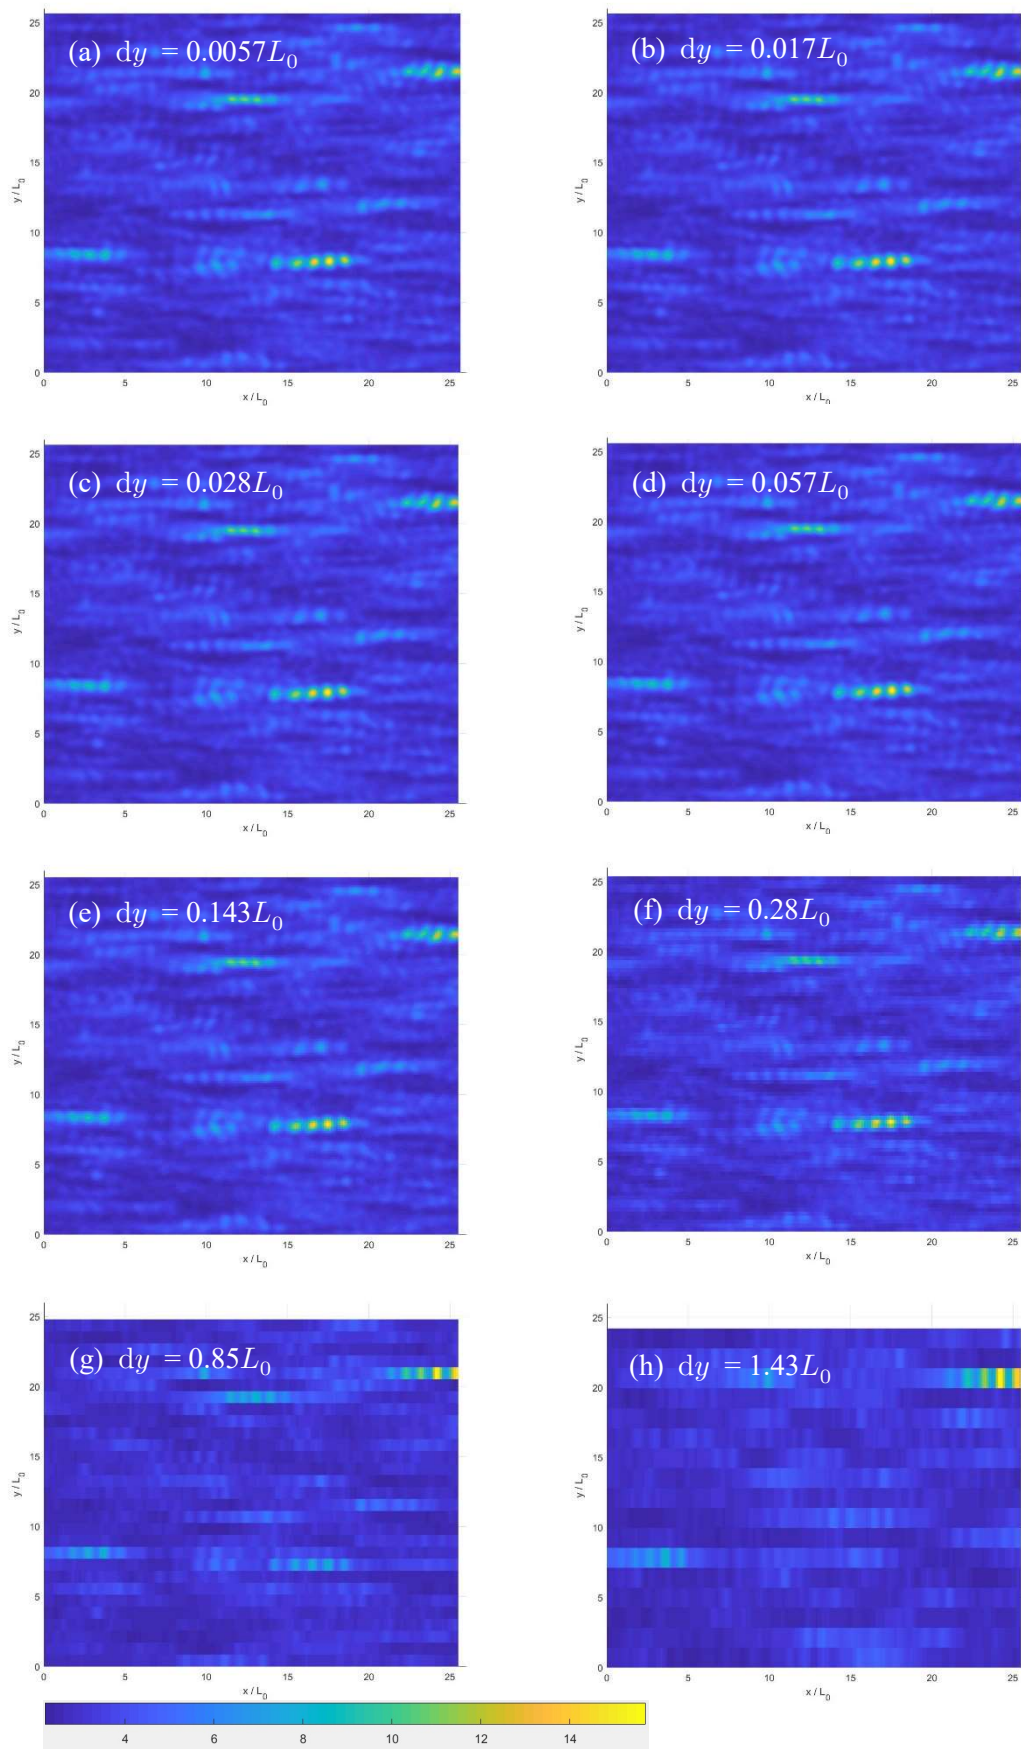 (a) dy = 0.0057L₀
25
20
15
10
5
0
y / L₀
0 5 10 15 20 25
x / L₀
(b) dy = 0.017L₀
25
20
15
10
5
0
y / L₀
0 5 10 15 20 25
x / L₀
(c) dy = 0.028L₀
25
20
15
10
5
0
y / L₀
0 5 10 15 20 25
x / L₀
(d) dy = 0.057L₀
25
20
15
10
5
0
y / L₀
0 5 10 15 20 25
x / L₀
(e) dy = 0.143L₀
25
20
15
10
5
0
y / L₀
0 5 10 15 20 25
x / L₀
(f) dy = 0.28L₀
25
20
15
10
5
0
y / L₀
0 5 10 15 20 25
x / L₀
(g) dy = 0.85L₀
25
20
15
10
5
0
y / L₀
0 5 10 15 20 25
x / L₀
(h) dy = 1.43L₀
25
20
15
10
5
0
y / L₀
0 5 10 15 20 25
x / L₀
4 6 8 10 12 14